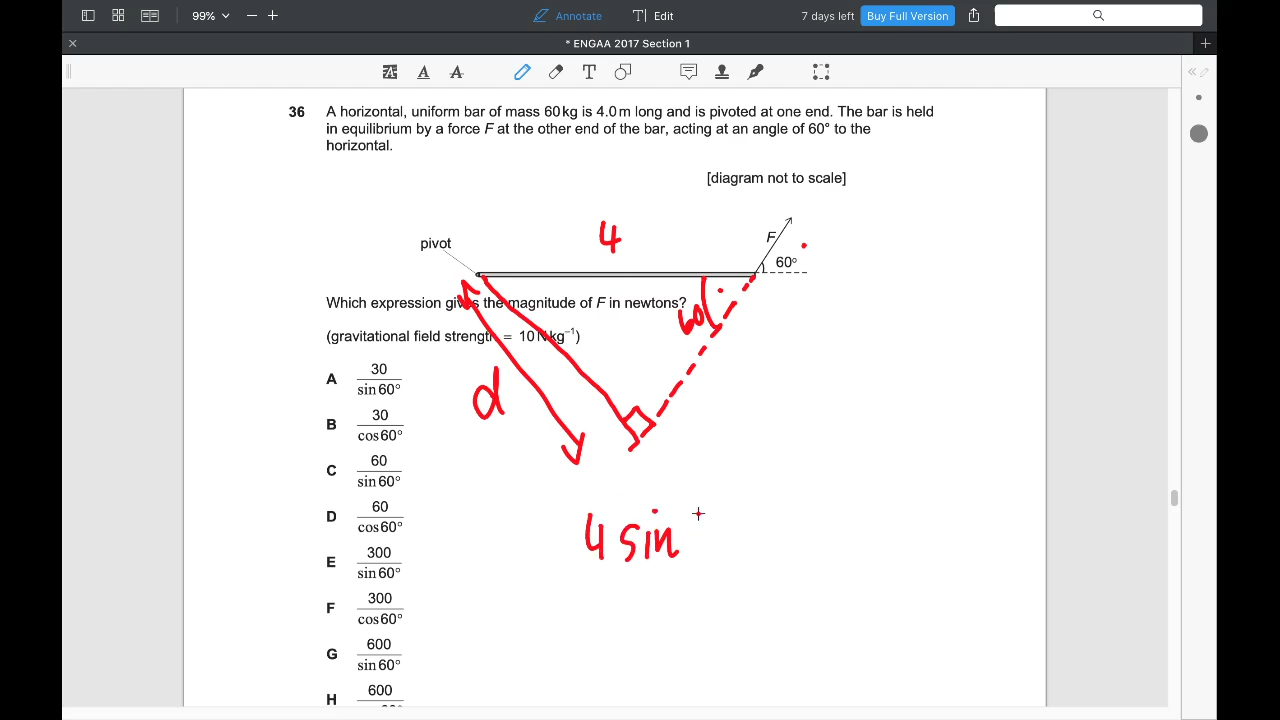 99%
Annotate
Edit
7 days left
Buy Full Version
* ENGAA 2017 Section 1
36 A horizontal, uniform bar of mass 60 kg is 4.0 m long and is pivoted at one end. The bar is held
in equilibrium by a force F at the other end of the bar, acting at an angle of 60° to the
horizontal.
[diagram not to scale]
4
pivot
F
60°
Which expression gives the magnitude of F in newtons?
60
(gravitational field strength = 10 N kg⁻¹)
d
A 30
sin 60°
B 30
cos 60°
C 60
sin 60°
D 60
cos 60°
4 sin
E 300
sin 60°
F 300
cos 60°
G 600
sin 60°
H 600